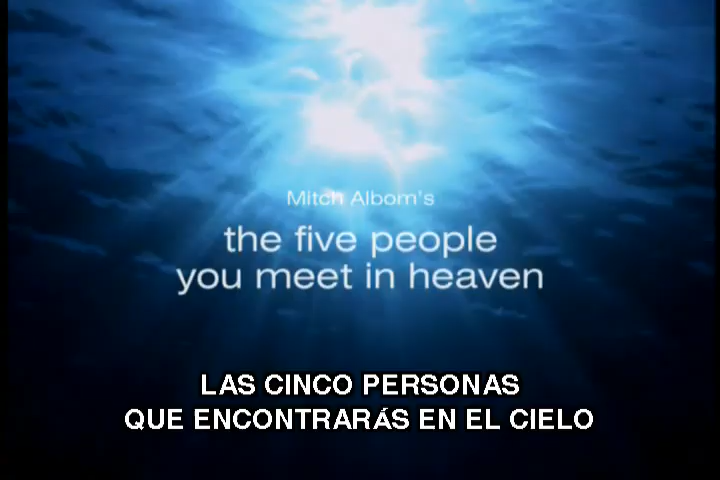 Mitch Albom's
the five people
you meet in heaven
LAS CINCO PERSONAS
QUE ENCONTRARÁS EN EL CIELO